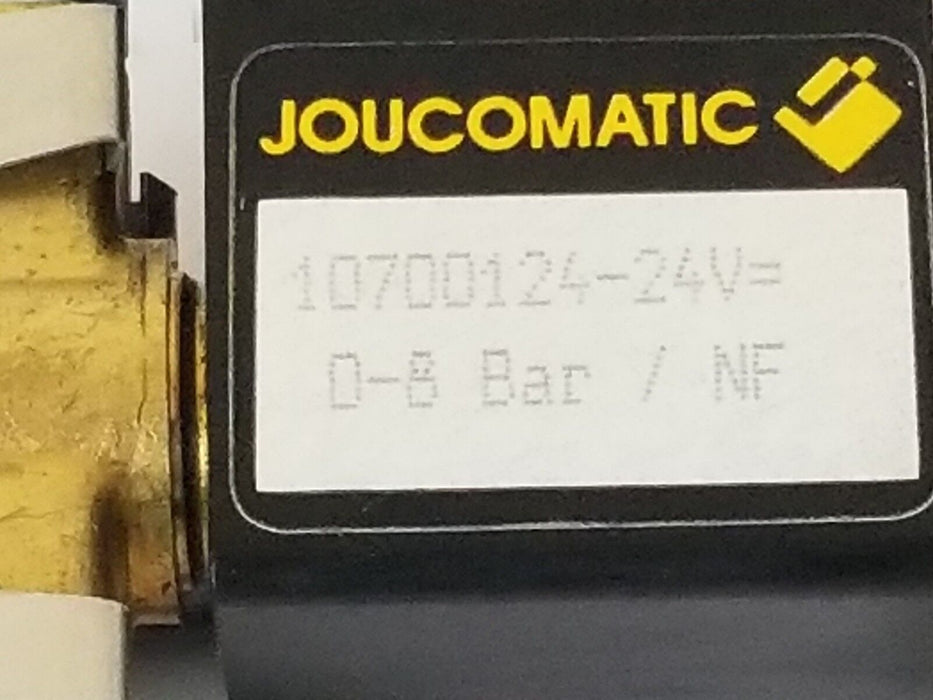 JOUCOMATIC
10700124-24V=
0-8 Bar / NF